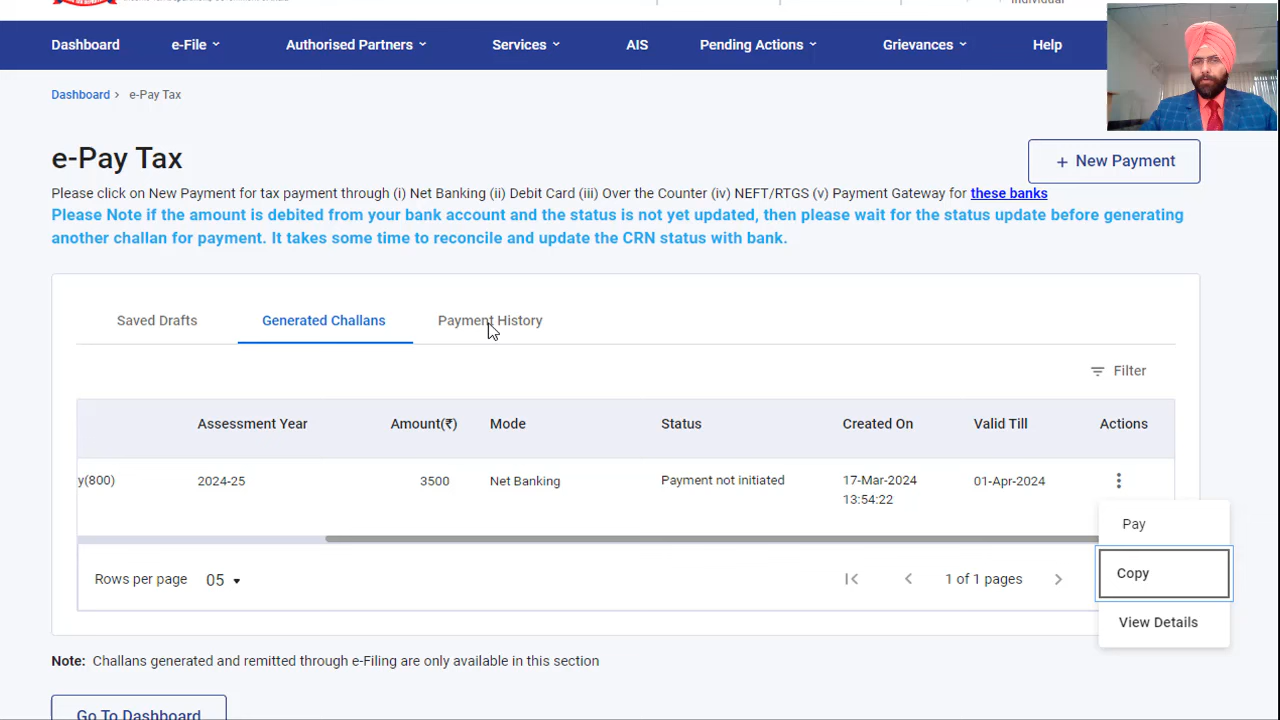 Individual
Dashboard e-File Authorised Partners Services AIS Pending Actions Grievances Help
Dashboard > e-Pay Tax
e-Pay Tax
+ New Payment
Please click on New Payment for tax payment through (i) Net Banking (ii) Debit Card (iii) Over the Counter (iv) NEFT/RTGS (v) Payment Gateway for these banks
Please Note if the amount is debited from your bank account and the status is not yet updated, then please wait for the status update before generating
another challan for payment. It takes some time to reconcile and update the CRN status with bank.
Saved Drafts Generated Challans Payment History
Filter
Assessment Year Amount(₹) Mode Status Created On Valid Till Actions
y(800) 2024-25 3500 Net Banking Payment not initiated 17-Mar-2024 01-Apr-2024
13:54:22
Pay
Copy
View Details
Rows per page 05 1 of 1 pages
Note: Challans generated and remitted through e-Filing are only available in this section
Go To Dashboard